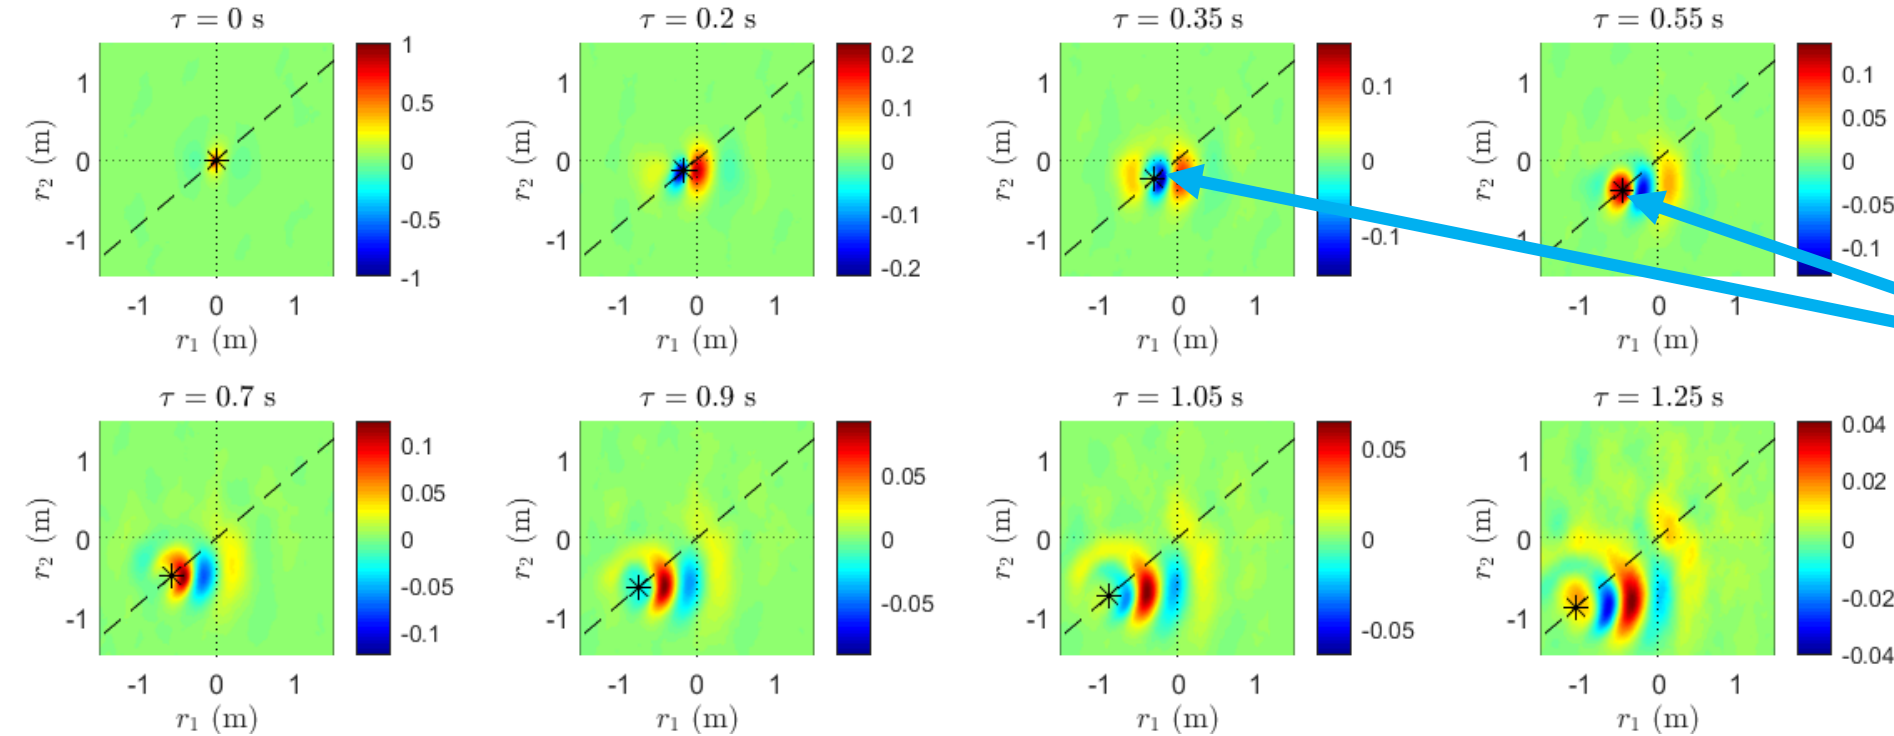 τ = 0 s
1
0
-1
r₂ (m)
-1 0 1
r₁ (m)
1
0.5
0
-0.5
-1
τ = 0.2 s
1
0
-1
r₂ (m)
-1 0 1
r₁ (m)
0.2
0.1
0
-0.1
-0.2
τ = 0.35 s
1
0
-1
r₂ (m)
-1 0 1
r₁ (m)
0.1
0
-0.1
τ = 0.55 s
1
0
-1
r₂ (m)
-1 0 1
r₁ (m)
0.1
0.05
0
-0.05
-0.1
τ = 0.7 s
1
0
-1
r₂ (m)
-1 0 1
r₁ (m)
0.1
0.05
0
-0.05
-0.1
τ = 0.9 s
1
0
-1
r₂ (m)
-1 0 1
r₁ (m)
0.05
0
-0.05
τ = 1.05 s
1
0
-1
r₂ (m)
-1 0 1
r₁ (m)
0.05
0
-0.05
τ = 1.25 s
1
0
-1
r₂ (m)
-1 0 1
r₁ (m)
0.04
0.02
0
-0.02
-0.04